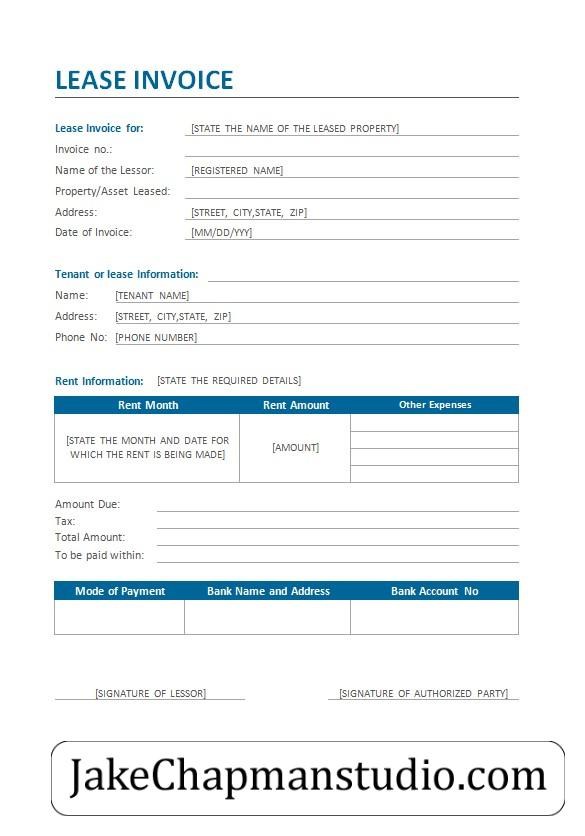 LEASE INVOICE
Lease Invoice for: [STATE THE NAME OF THE LEASED PROPERTY]
Invoice no.:
Name of the Lessor: [REGISTERED NAME]
Property/Asset Leased:
Address: [STREET, CITY,STATE, ZIP]
Date of Invoice: [MM/DD/YYY]
Tenant or lease Information:
Name: [TENANT NAME]
Address: [STREET, CITY,STATE, ZIP]
Phone No: [PHONE NUMBER]
Rent Information: [STATE THE REQUIRED DETAILS]
Rent Month Rent Amount Other Expenses
[STATE THE MONTH AND DATE FOR
WHICH THE RENT IS BEING MADE]
[AMOUNT]
Amount Due:
Tax:
Total Amount:
To be paid within:
Mode of Payment Bank Name and Address Bank Account No
[SIGNATURE OF LESSOR] [SIGNATURE OF AUTHORIZED PARTY]
JakeChapmanstudio.com